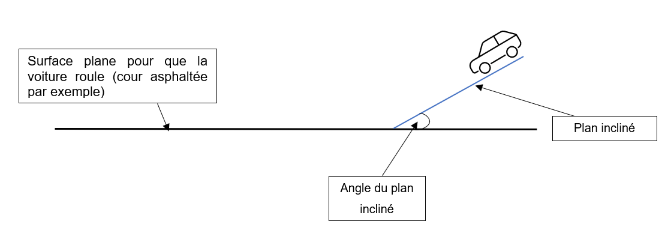 Surface plane pour que la
voiture roule (cour asphaltée
par exemple)
Plan incliné
Angle du plan
incliné